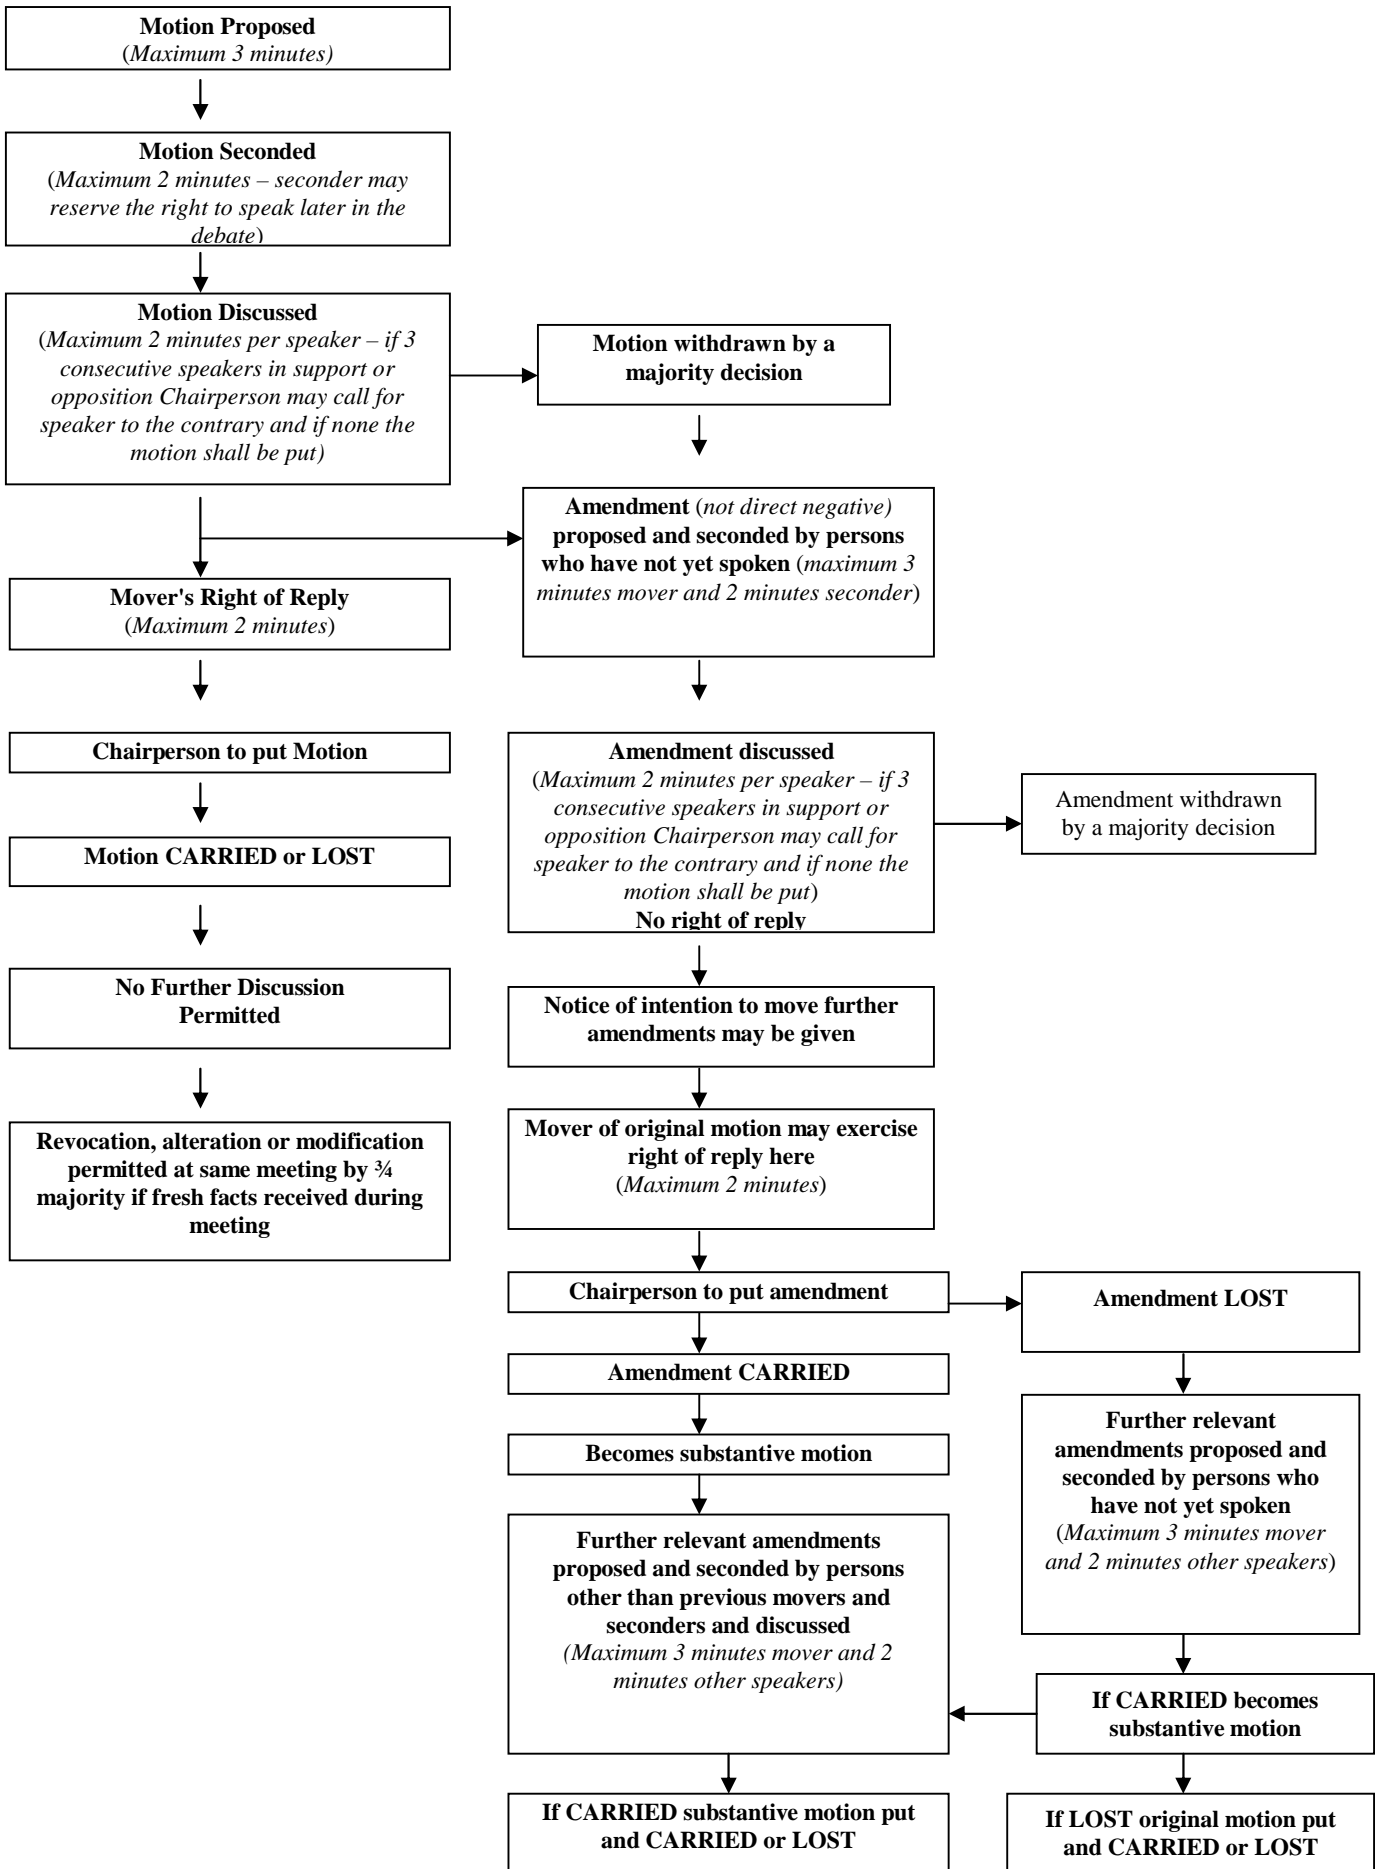 Motion Proposed
(Maximum 3 minutes)
Motion Seconded
(Maximum 2 minutes – seconder may
reserve the right to speak later in the
debate)
Motion Discussed
(Maximum 2 minutes per speaker – if 3
consecutive speakers in support or
opposition Chairperson may call for
speaker to the contrary and if none the
motion shall be put)
Motion withdrawn by a
majority decision
Amendment (not direct negative)
proposed and seconded by persons
who have not yet spoken (maximum 3
minutes mover and 2 minutes seconder)
Mover's Right of Reply
(Maximum 2 minutes)
Chairperson to put Motion
Motion CARRIED or LOST
No Further Discussion
Permitted
Revocation, alteration or modification
permitted at same meeting by ¾
majority if fresh facts received during
meeting
Amendment discussed
(Maximum 2 minutes per speaker – if 3
consecutive speakers in support or
opposition Chairperson may call for
speaker to the contrary and if none the
motion shall be put)
No right of reply
Amendment withdrawn
by a majority decision
Notice of intention to move further
amendments may be given
Mover of original motion may exercise
right of reply here
(Maximum 2 minutes)
Chairperson to put amendment
Amendment LOST
Amendment CARRIED
Becomes substantive motion
Further relevant
amendments proposed and
seconded by persons who
have not yet spoken
(Maximum 3 minutes mover
and 2 minutes other speakers)
Further relevant amendments
proposed and seconded by persons
other than previous movers and
seconders and discussed
(Maximum 3 minutes mover and 2
minutes other speakers)
If CARRIED becomes
substantive motion
If CARRIED substantive motion put
and CARRIED or LOST
If LOST original motion put
and CARRIED or LOST